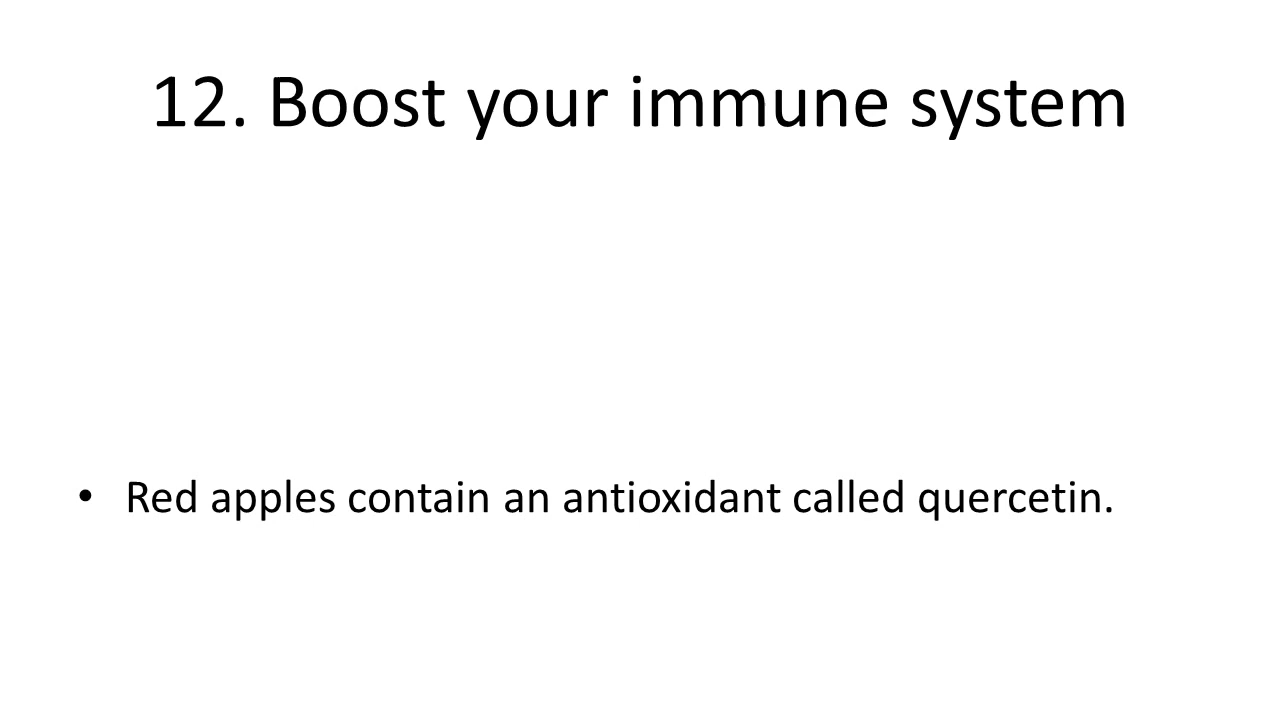 12. Boost your immune system
• Red apples contain an antioxidant called quercetin.